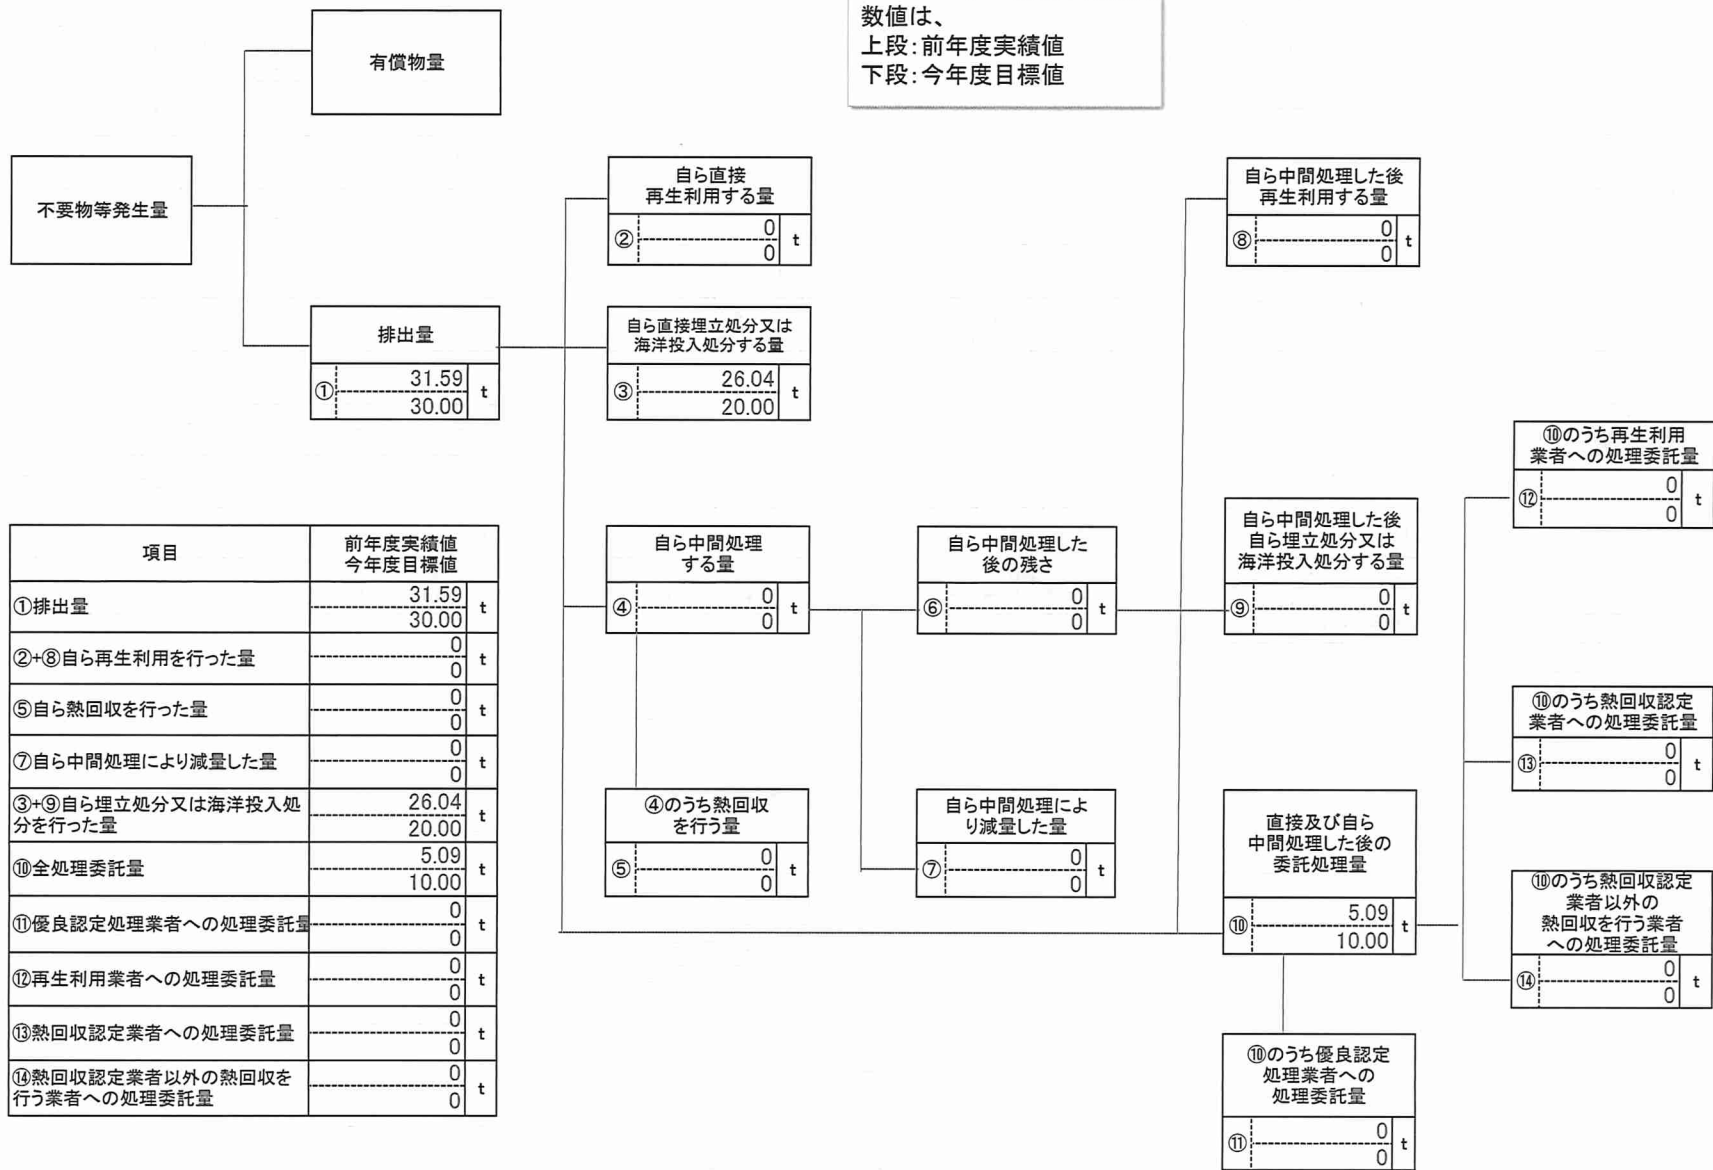 数値は、
上段:前年度実績値
下段:今年度目標値
有償物量
不要物等発生量
排出量
①
31.59
30.00
t
自ら直接
再生利用する量
②
0
0
t
自ら直接埋立処分又は
海洋投入処分する量
③
26.04
20.00
t
自ら中間処理
する量
④
0
0
t
④のうち熱回収
を行う量
⑤
0
0
t
自ら中間処理した
後の残さ
⑥
0
0
t
自ら中間処理によ
り減量した量
⑦
0
0
t
自ら中間処理した後
再生利用する量
⑧
0
0
t
自ら中間処理した後
自ら埋立処分又は
海洋投入処分する量
⑨
0
0
t
直接及び自ら
中間処理した後の
委託処理量
⑩
5.09
10.00
t
⑩のうち優良認定
処理業者への
処理委託量
⑪
0
0
t
⑩のうち再生利用
業者への処理委託量
⑫
0
0
t
⑩のうち熱回収認定
業者への処理委託量
⑬
0
0
t
⑩のうち熱回収認定
業者以外の
熱回収を行う業者
への処理委託量
⑭
0
0
t
項目
前年度実績値
今年度目標値
①排出量
31.59
30.00
t
②+⑧自ら再生利用を行った量
0
0
t
⑤自ら熱回収を行った量
0
0
t
⑦自ら中間処理により減量した量
0
0
t
③+⑨自ら埋立処分又は海洋投入処
分を行った量
26.04
20.00
t
⑩全処理委託量
5.09
10.00
t
⑪優良認定処理業者への処理委託量
0
0
t
⑫再生利用業者への処理委託量
0
0
t
⑬熱回収認定業者への処理委託量
0
0
t
⑭熱回収認定業者以外の熱回収を
行う業者への処理委託量
0
0
t